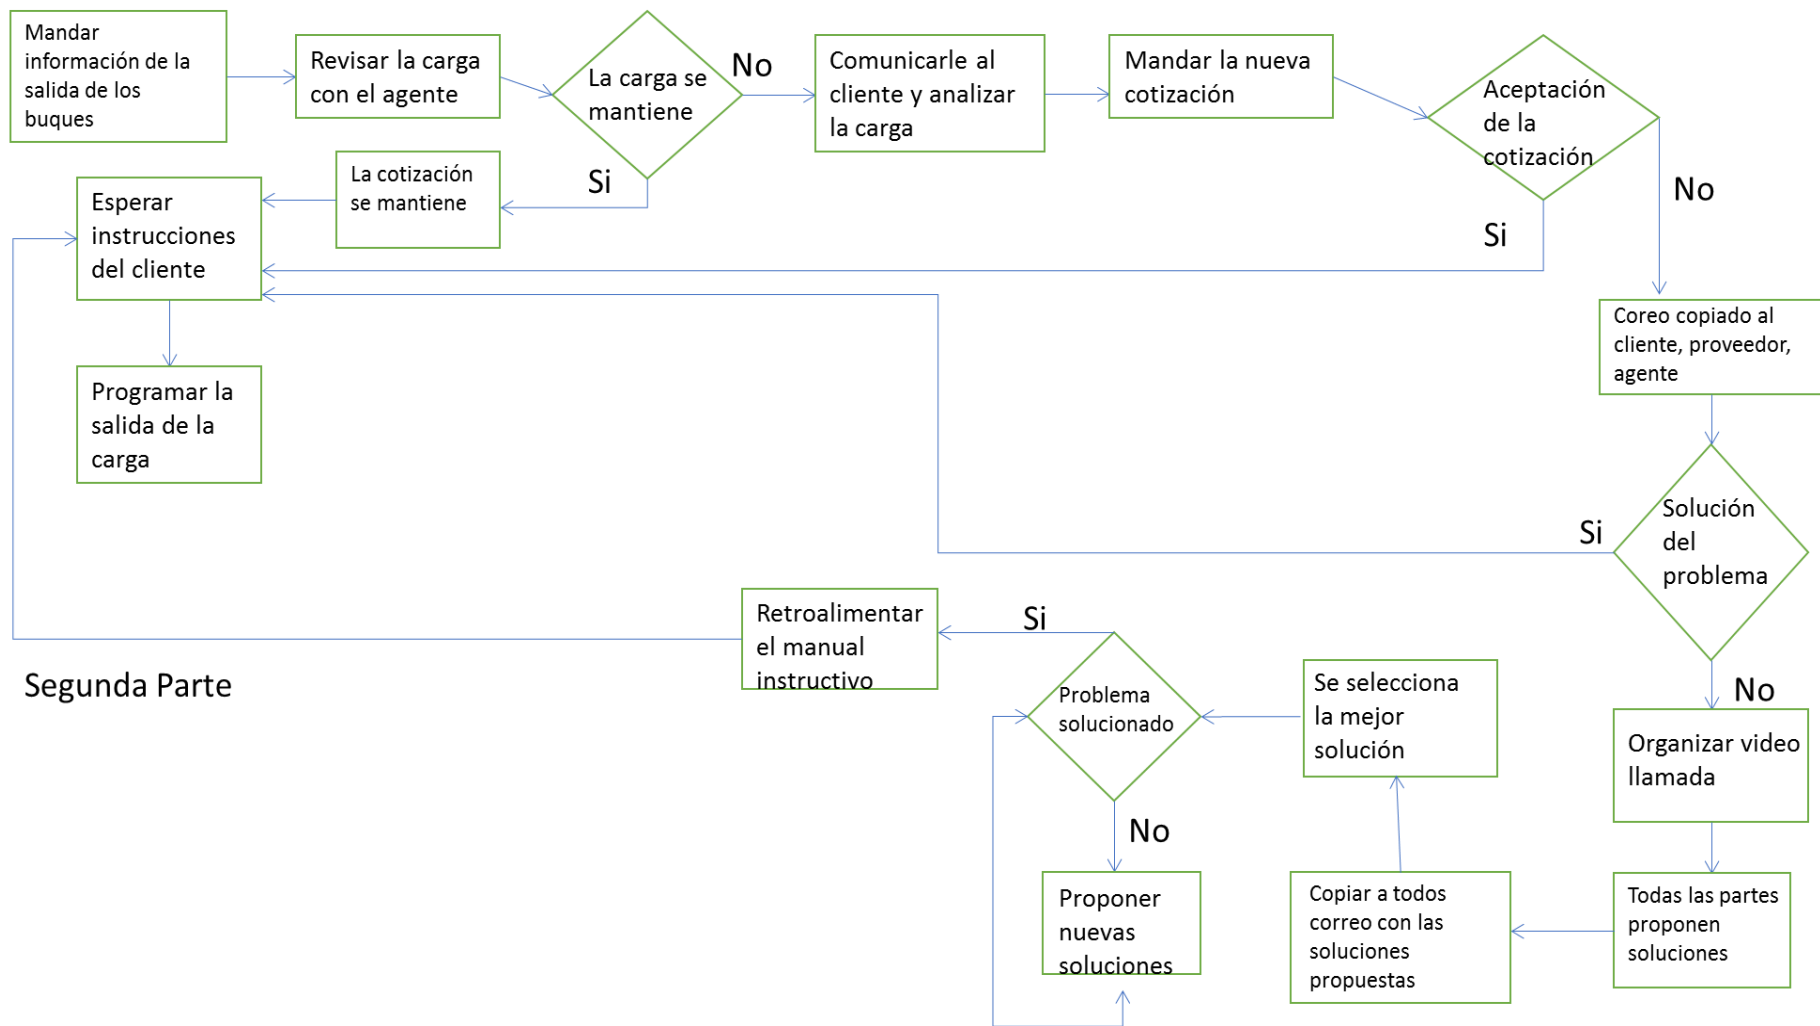 Mandar
información de la
salida de los
buques
Revisar la carga
con el agente
La carga se
mantiene
No
Comunicarle al
cliente y analizar
la carga
Mandar la nueva
cotización
Aceptación
de la
cotización
No
Si
La cotización
se mantiene
Si
Esperar
instrucciones
del cliente
Programar la
salida de la
carga
Coreo copiado al
cliente, proveedor,
agente
Solución
del
problema
Si
No
Organizar video
llamada
Todas las partes
proponen
soluciones
Copiar a todos
correo con las
soluciones
propuestas
Se selecciona
la mejor
solución
Problema
solucionado
Si
No
Retroalimentar
el manual
instructivo
Proponer
nuevas
soluciones
Segunda Parte